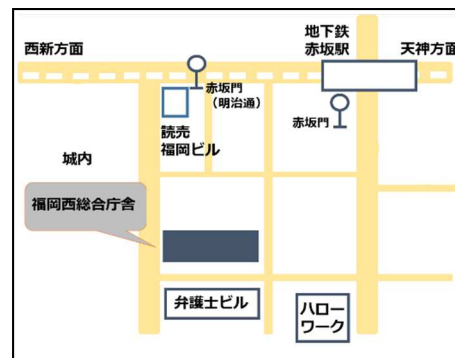 地下鉄
赤坂駅
西新方面
天神方面
赤坂門
（明治通）
赤坂門
読売
福岡ビル
城内
福岡西総合庁舎
弁護士ビル
ハロー
ワーク